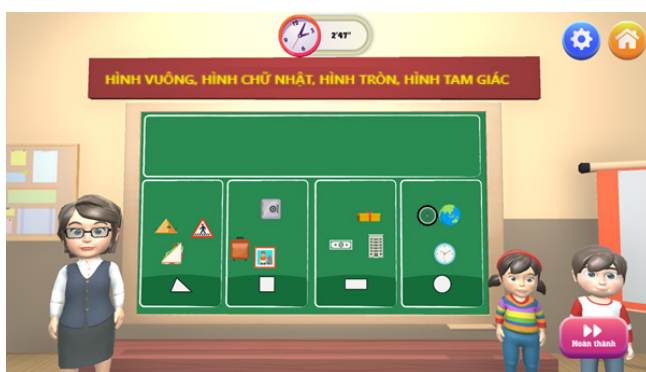 2'47"
HÌNH VUÔNG, HÌNH CHỮ NHẬT, HÌNH TRÒN, HÌNH TAM GIÁC
Hoàn thành